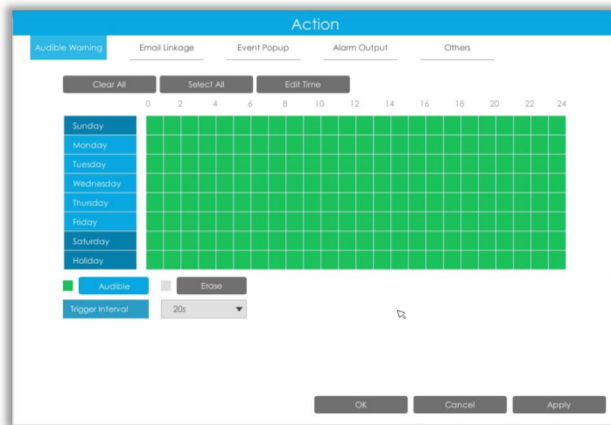 Action
Audible Warning Email Linkage Event Popup Alarm Output Others
Clear All Select All Edit Time
0 2 4 6 8 10 12 14 16 18 20 22 24
Sunday
Monday
Tuesday
Wednesday
Thursday
Friday
Saturday
Holiday
Audible Erase
Trigger Interval 20s
OK Cancel Apply